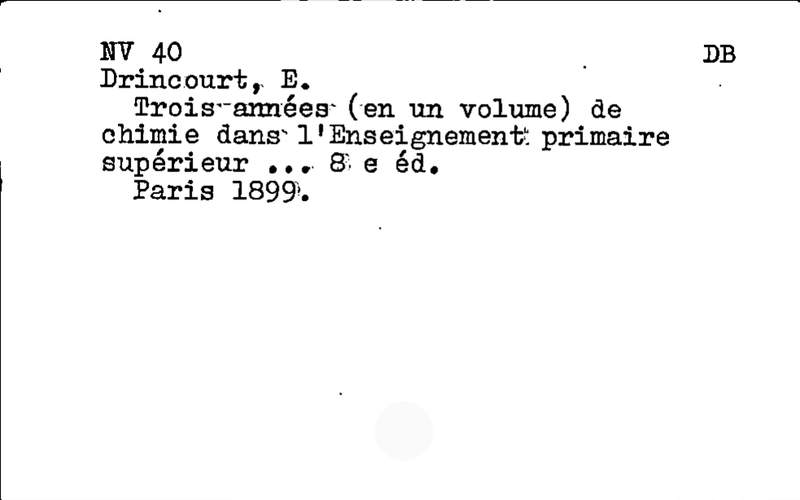 NV 40 DB
Drincourt, E.
Trois années (en un volume) de
chimie dans l'Enseignement primaire
supérieur ... 8 e éd.
Paris 1899.